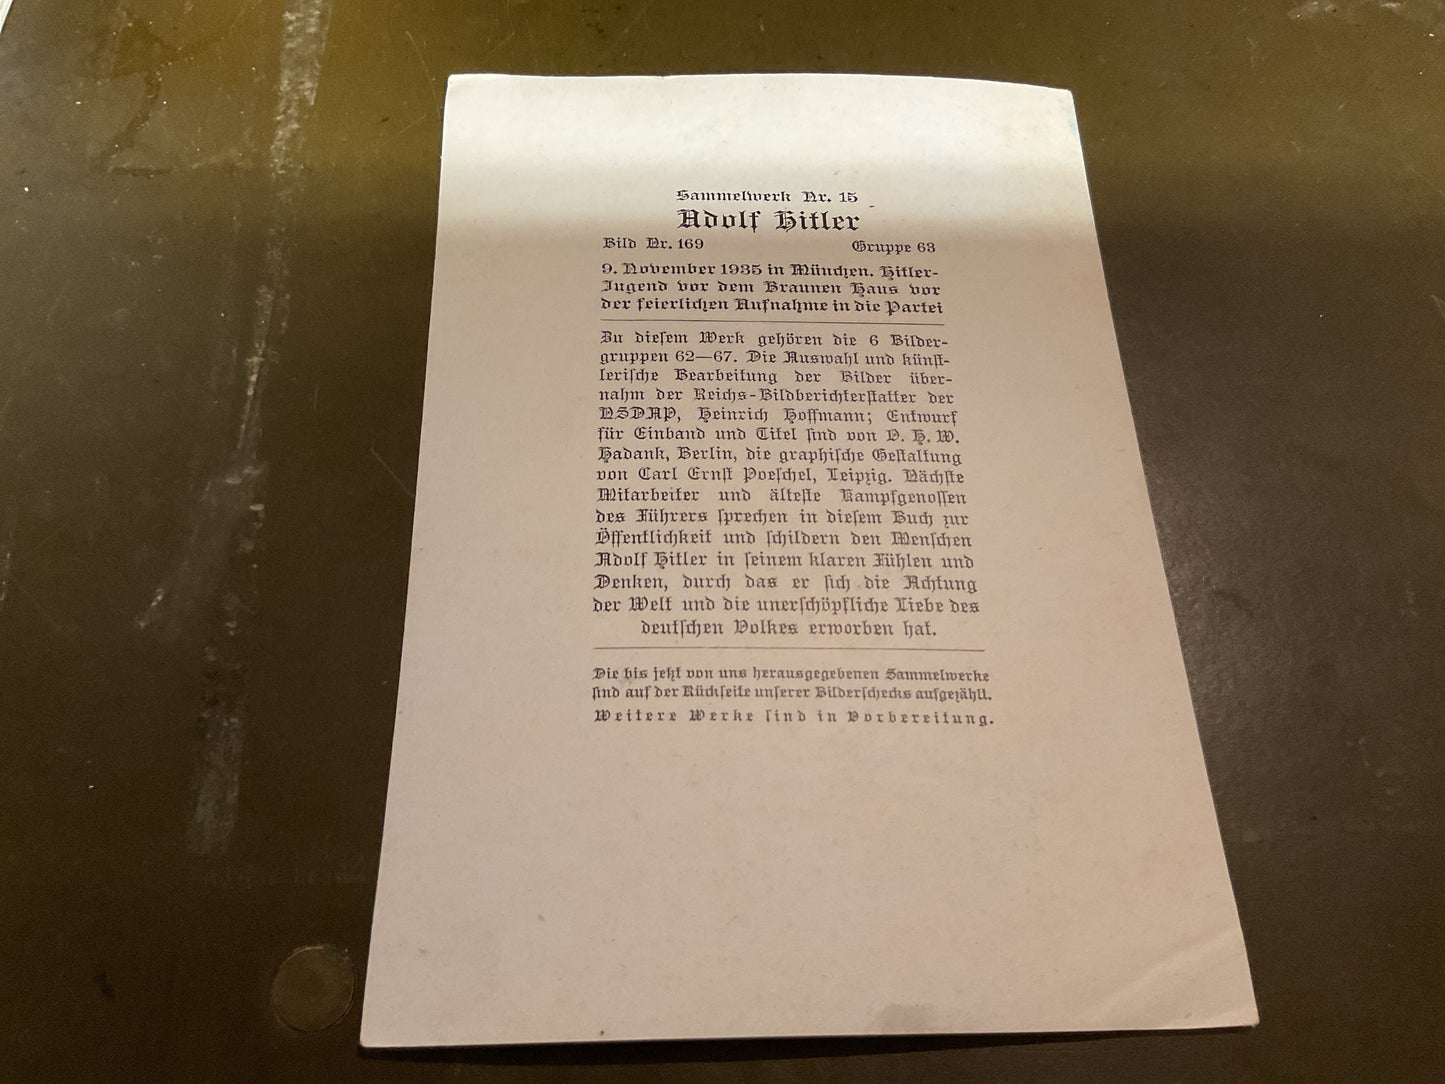 Sammelwerk Nr. 15
Adolf Hitler
Bild Nr. 169 Gruppe 63
9. November 1935 in München. Hitler-
Jugend vor dem Braunen Haus vor
der feierlichen Aufnahme in die Partei
Zu diesem Werk gehören die 6 Bilder-
gruppen 62—67. Die Auswahl und künst-
lerische Bearbeitung der Bilder über-
nahm der Reichs-Bildberichterstatter der
NSDAP, Heinrich Hoffmann; Entwurf
für Einband und Titel sind von O. H. W.
Hadank, Berlin, die graphische Gestaltung
von Carl Ernst Poeschel, Leipzig. Nächste
Mitarbeiter und älteste Kampfgenossen
des Führers sprechen in diesem Buch zur
Öffentlichkeit und schildern den Menschen
Adolf Hitler in seinem klaren Fühlen und
Denken, durch das er sich die Achtung
der Welt und die unerschöpfliche Liebe des
deutschen Volkes erworben hat.
Die bis jetzt von uns herausgegebenen Sammelwerke
sind auf der Rückseite unserer Bilderschecks aufgezählt.
Weitere Werke sind in Vorbereitung.